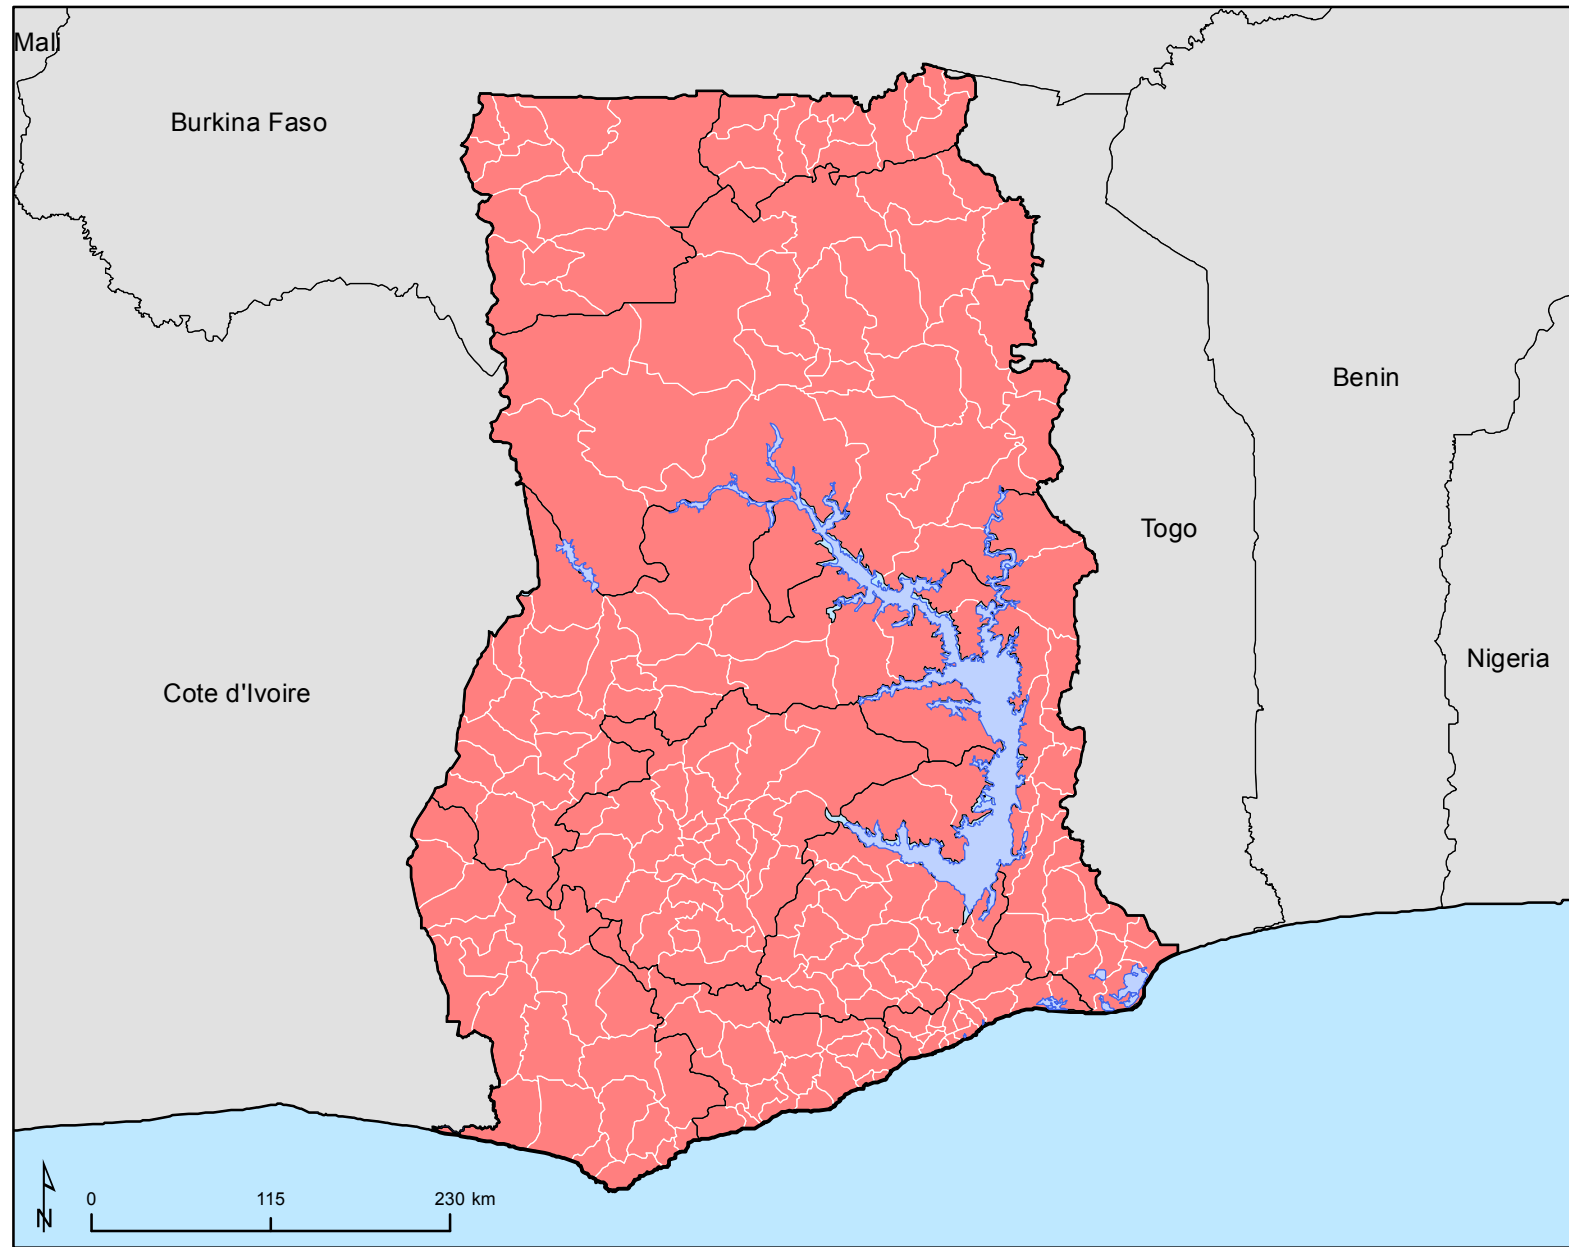 Mali
Burkina Faso
Benin
Togo
Nigeria
Cote d'Ivoire
N
0 115 230 km